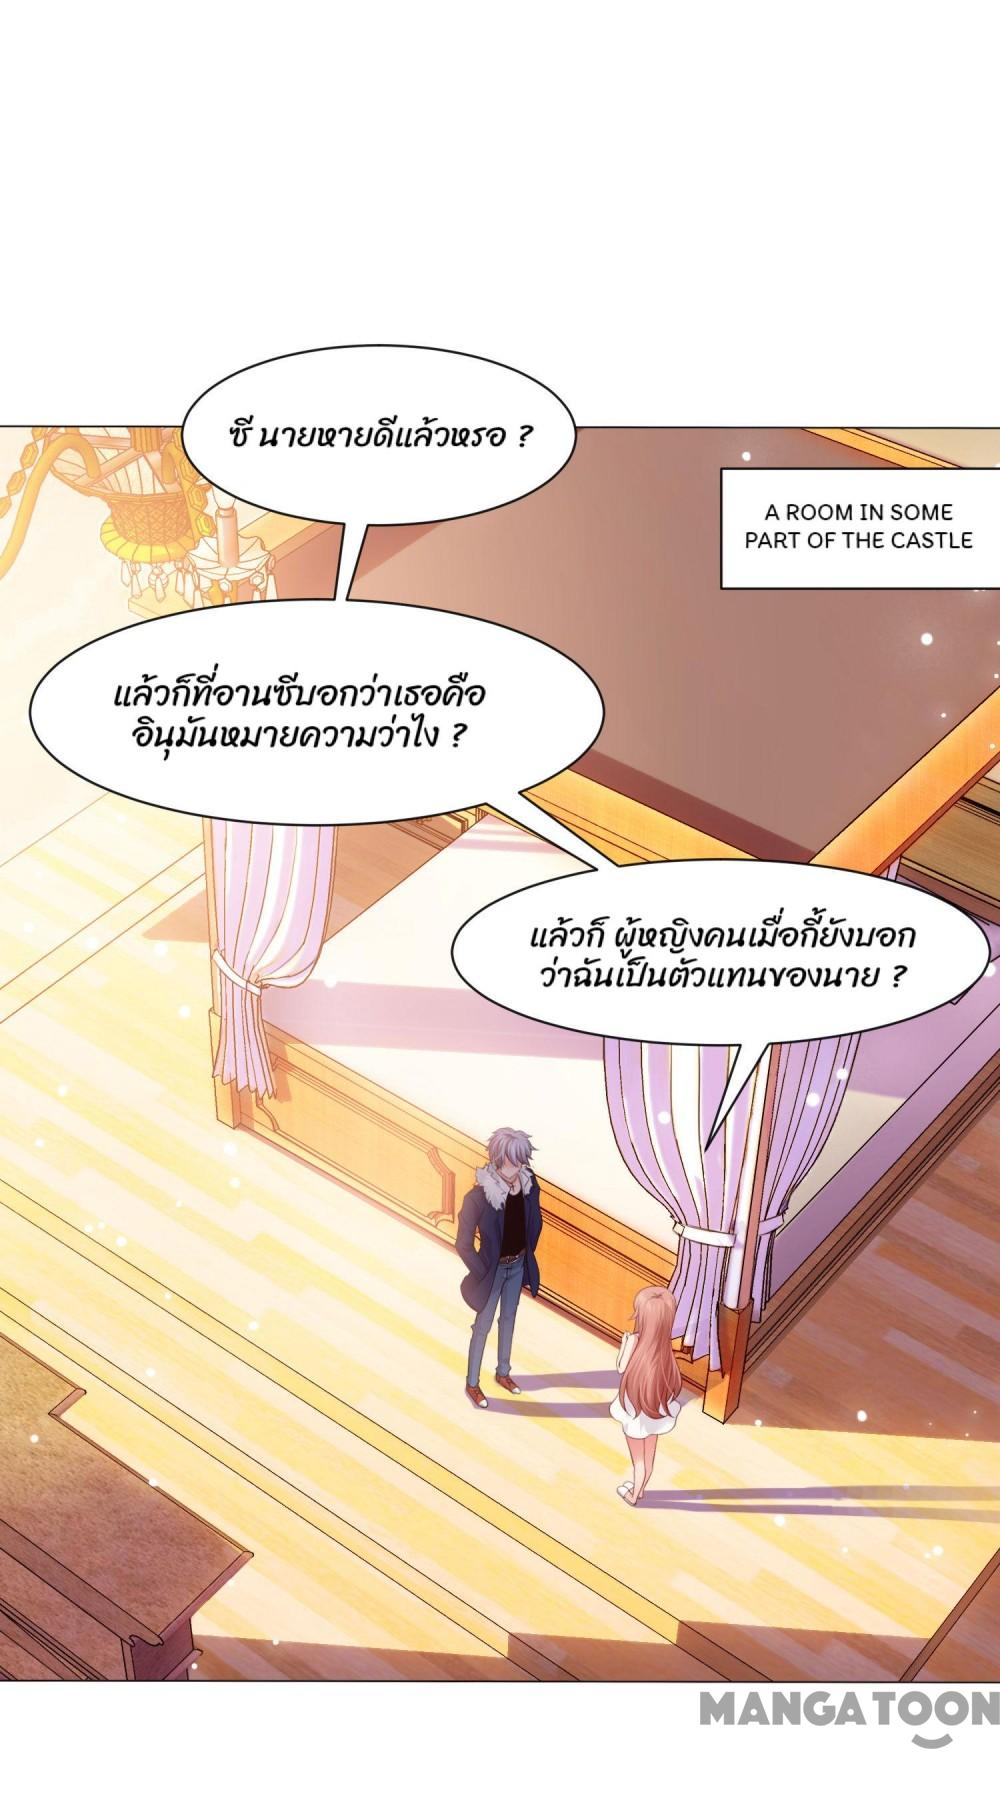 ซี นายหายดีแล้วหรอ ?
A ROOM IN SOME
PART OF THE CASTLE
แล้วก็ที่อานซีบอกว่าเธอคือ
อินุมันหมายความว่าไง ?
แล้วก็ ผู้หญิงคนเมื่อกี้ยังบอก
ว่าฉันเป็นตัวแทนของนาย ?
MANGATOON